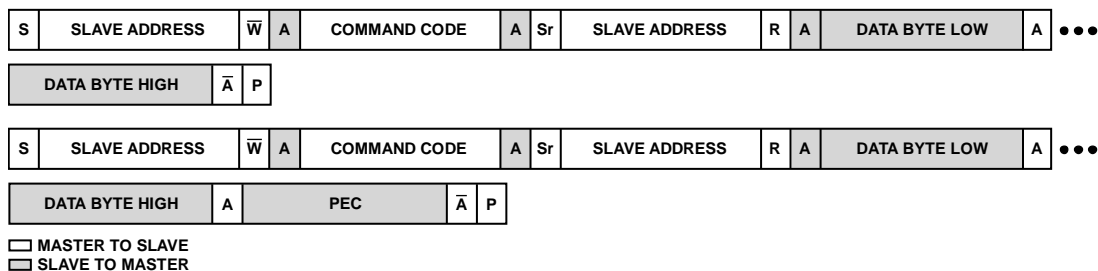 S SLAVE ADDRESS W̅ A COMMAND CODE A Sr SLAVE ADDRESS R A DATA BYTE LOW A •••
DATA BYTE HIGH A̅ P
S SLAVE ADDRESS W̅ A COMMAND CODE A Sr SLAVE ADDRESS R A DATA BYTE LOW A •••
DATA BYTE HIGH A PEC A̅ P
MASTER TO SLAVE
SLAVE TO MASTER